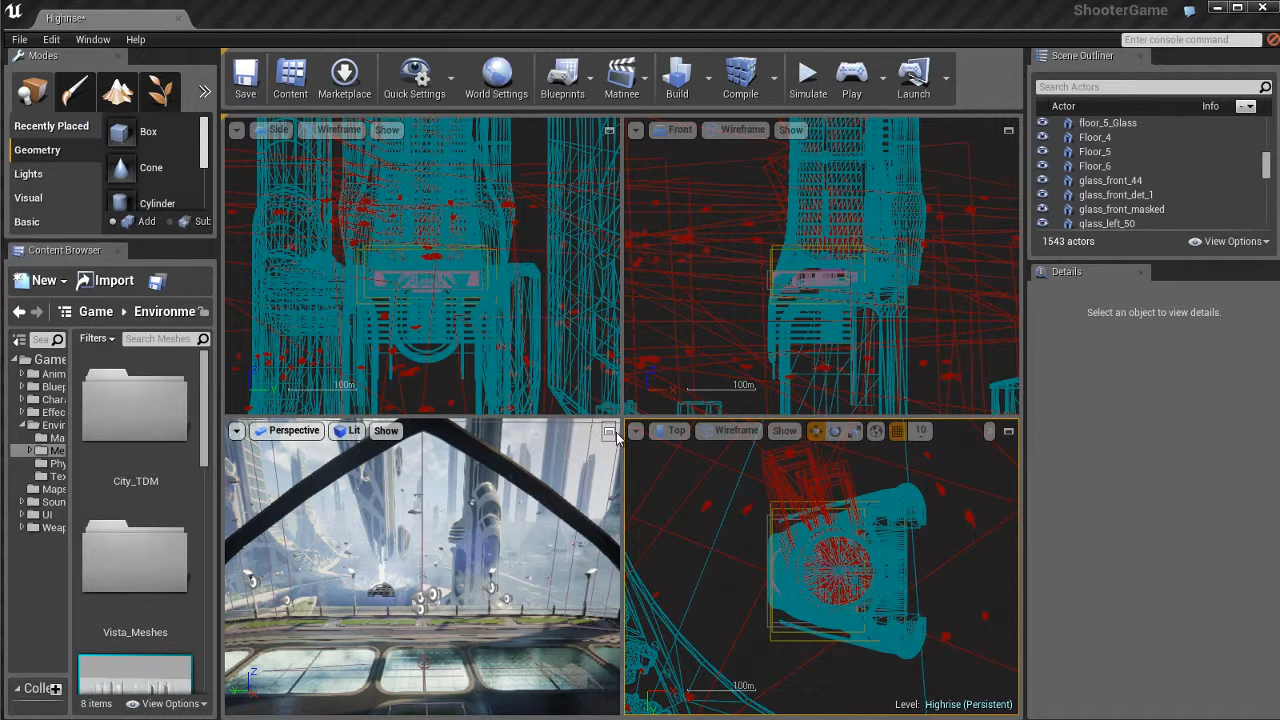 Highrise*
ShooterGame
File Edit Window Help
Enter console command
Modes
Recently Placed
Geometry
Lights
Visual
Basic
Box
Cone
Cylinder
Add Sub
Save Content Marketplace Quick Settings World Settings Blueprints Matinee Build Compile Simulate Play Launch
Scene Outliner
Search Actors
Actor Info
floor_5_Glass
Floor_4
Floor_5
Floor_6
glass_front_44
glass_front_det_1
glass_front_masked
glass_left_50
1543 actors View Options
Details
Select an object to view details.
Content Browser
New Import
Game Environme
Sea
Filters Search Meshes
Game
Anim
Bluep
Chara
Effec
Envir
Ma
Me
Phy
Tex
Maps
Soun
UI
Weap
City_TDM
Vista_Meshes
Colle
8 items View Options
Side Wireframe Show
100m
Front Wireframe Show
100m
Perspective Lit Show
Top Wireframe Show 10
100m
Level: Highrise (Persistent)